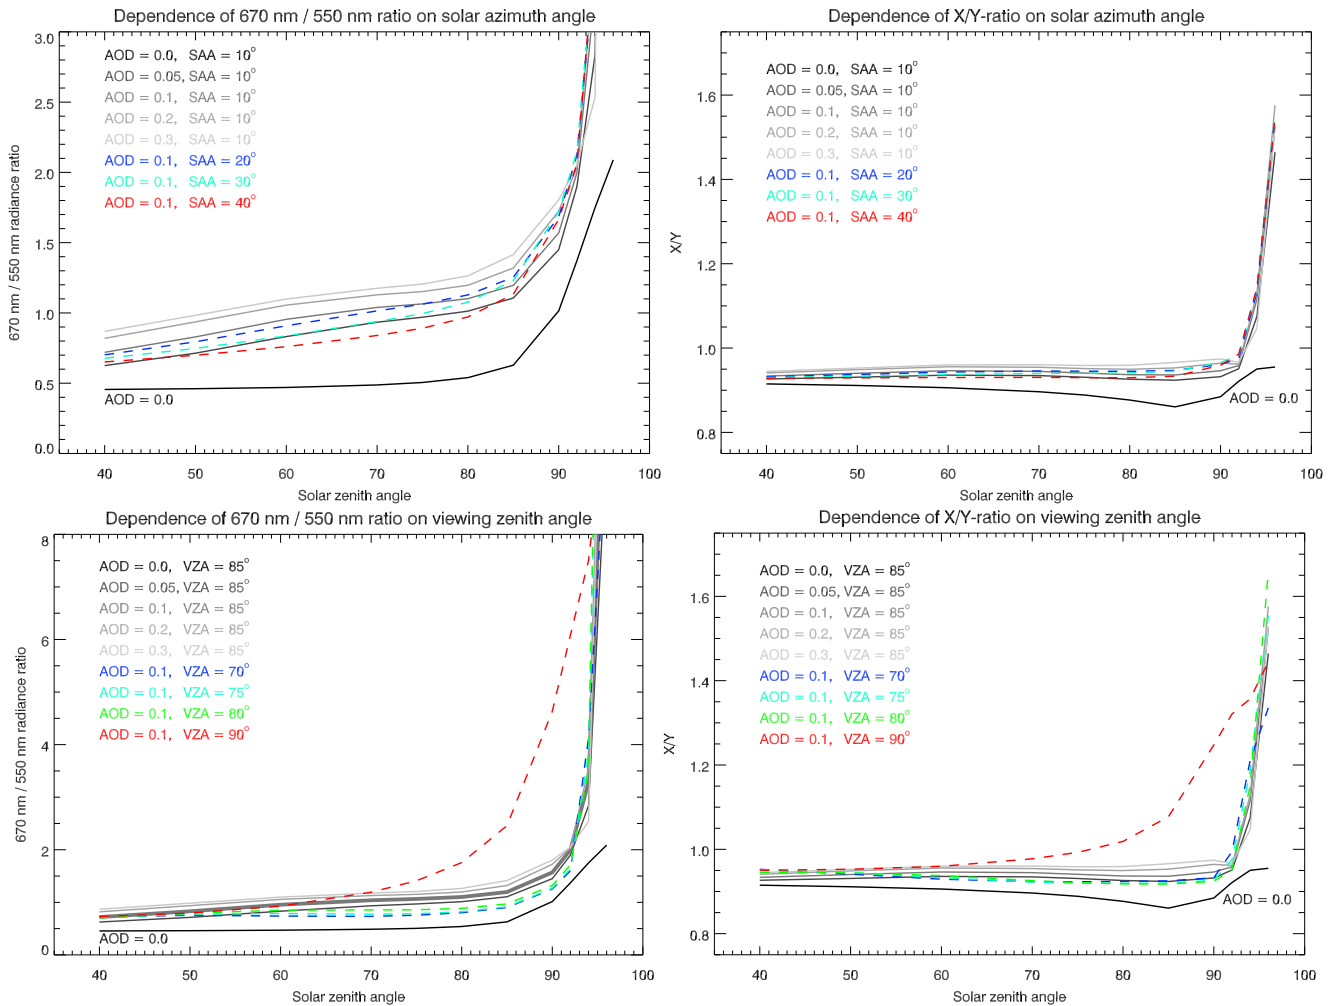 Dependence of 670 nm / 550 nm ratio on solar azimuth angle
3.0
2.5
2.0
1.5
1.0
0.5
0.0
670 nm / 550 nm radiance ratio
AOD = 0.0, SAA = 10°
AOD = 0.05, SAA = 10°
AOD = 0.1, SAA = 10°
AOD = 0.2, SAA = 10°
AOD = 0.3, SAA = 10°
AOD = 0.1, SAA = 20°
AOD = 0.1, SAA = 30°
AOD = 0.1, SAA = 40°
AOD = 0.0
40 50 60 70 80 90 100
Solar zenith angle
Dependence of X/Y-ratio on solar azimuth angle
1.6
1.4
1.2
1.0
0.8
X/Y
AOD = 0.0, SAA = 10°
AOD = 0.05, SAA = 10°
AOD = 0.1, SAA = 10°
AOD = 0.2, SAA = 10°
AOD = 0.3, SAA = 10°
AOD = 0.1, SAA = 20°
AOD = 0.1, SAA = 30°
AOD = 0.1, SAA = 40°
AOD = 0.0
40 50 60 70 80 90 100
Solar zenith angle
Dependence of 670 nm / 550 nm ratio on viewing zenith angle
8
6
4
2
0
670 nm / 550 nm radiance ratio
AOD = 0.0, VZA = 85°
AOD = 0.05, VZA = 85°
AOD = 0.1, VZA = 85°
AOD = 0.2, VZA = 85°
AOD = 0.3, VZA = 85°
AOD = 0.1, VZA = 70°
AOD = 0.1, VZA = 75°
AOD = 0.1, VZA = 80°
AOD = 0.1, VZA = 90°
AOD = 0.0
40 50 60 70 80 90 100
Solar zenith angle
Dependence of X/Y-ratio on viewing zenith angle
1.6
1.4
1.2
1.0
0.8
X/Y
AOD = 0.0, VZA = 85°
AOD = 0.05, VZA = 85°
AOD = 0.1, VZA = 85°
AOD = 0.2, VZA = 85°
AOD = 0.3, VZA = 85°
AOD = 0.1, VZA = 70°
AOD = 0.1, VZA = 75°
AOD = 0.1, VZA = 80°
AOD = 0.1, VZA = 90°
AOD = 0.0
40 50 60 70 80 90 100
Solar zenith angle